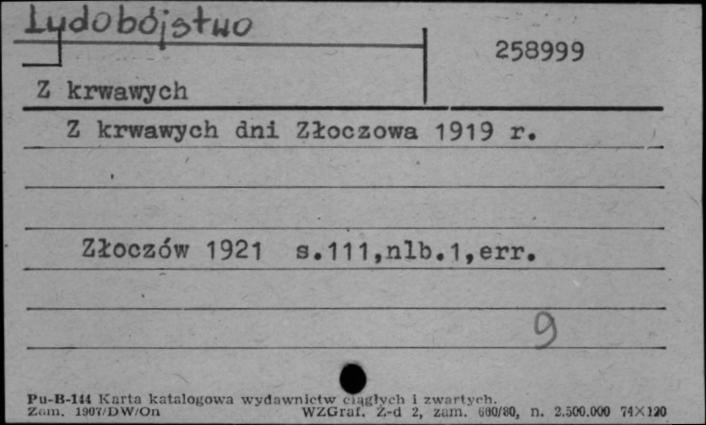 Ludobójstwo
258999
Z krwawych
Z krwawych dni Złoczowa 1919 r.
Złoczów 1921 s.111,nlb.1,err.
9
Pu-B-144 Karta katalogowa wydawnictw ciągłych i zwartych.
Zam. 1907/DW/On WZGraf. Z-d 2, zam. 660/80, n. 2.500.000 74×120